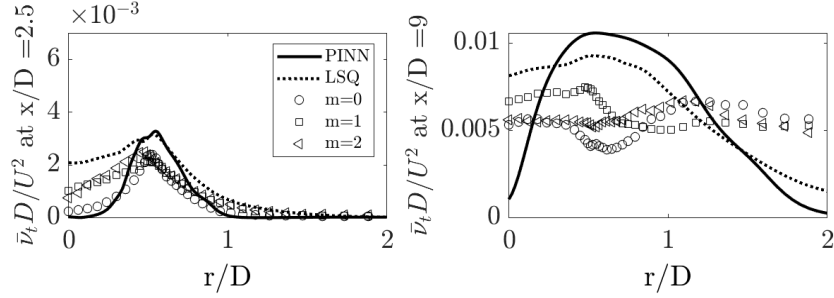 ×10⁻³
ν̄ₜD/U² at x/D =2.5
6
4
2
0
0
1
2
r/D
PINN
LSQ
m=0
m=1
m=2
ν̄ₜD/U² at x/D =9
0.01
0.005
0
0
1
2
r/D